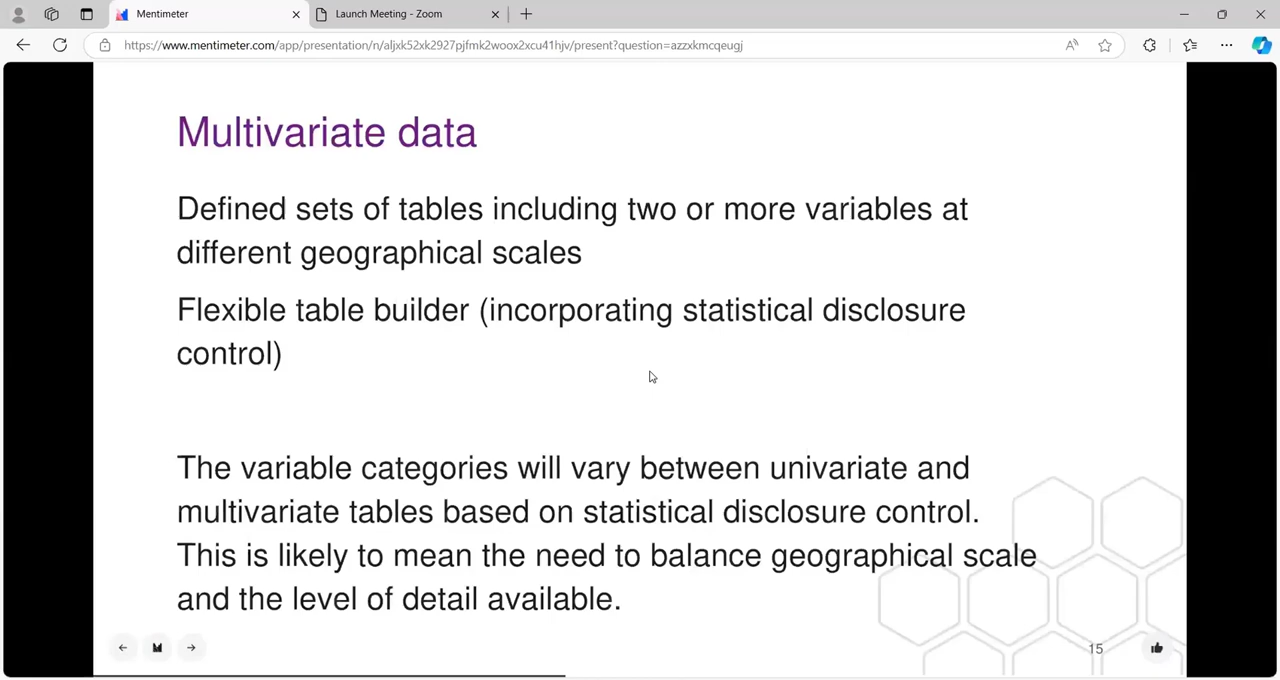 Mentimeter
Launch Meeting - Zoom
https://www.mentimeter.com/app/presentation/n/aljxk52xk2927pjfmk2woox2xcu41hjv/present?question=azzxkmcqeugj
Multivariate data
Defined sets of tables including two or more variables at
different geographical scales
Flexible table builder (incorporating statistical disclosure
control)
The variable categories will vary between univariate and
multivariate tables based on statistical disclosure control.
This is likely to mean the need to balance geographical scale
and the level of detail available.
15